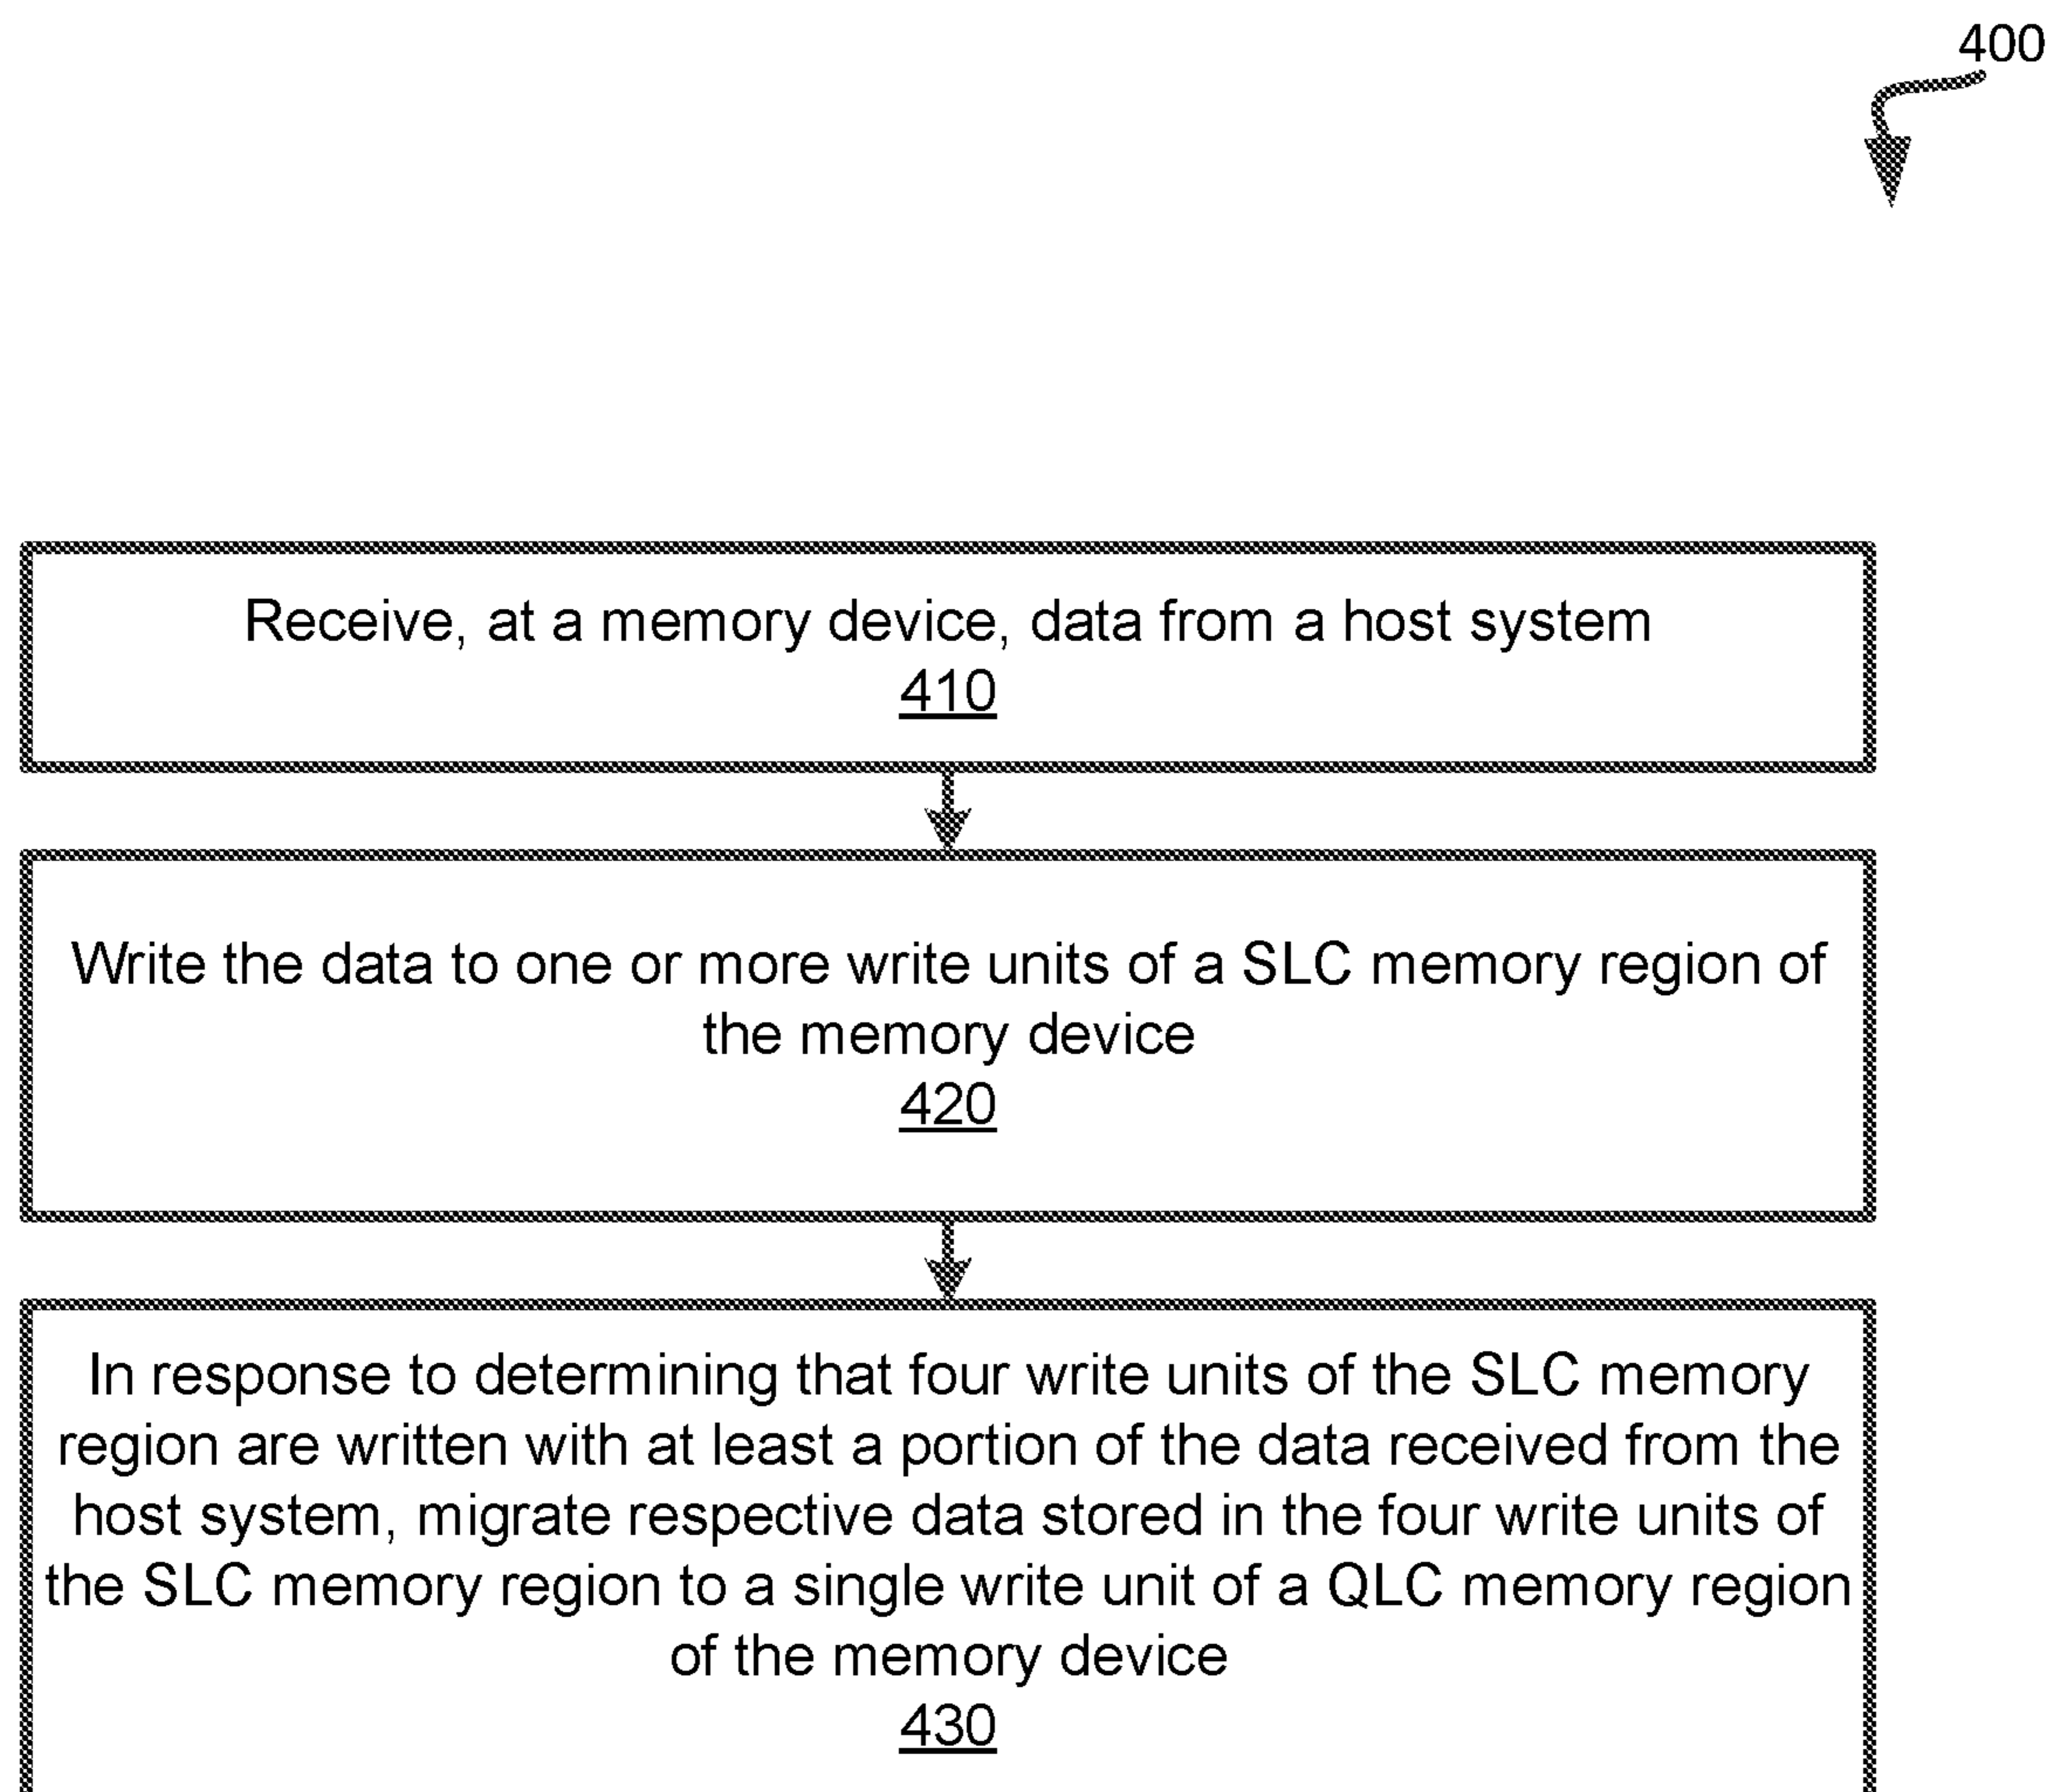 400
Receive, at a memory device, data from a host system
410
Write the data to one or more write units of a SLC memory region of
the memory device
420
In response to determining that four write units of the SLC memory
region are written with at least a portion of the data received from the
host system, migrate respective data stored in the four write units of
the SLC memory region to a single write unit of a QLC memory region
of the memory device
430